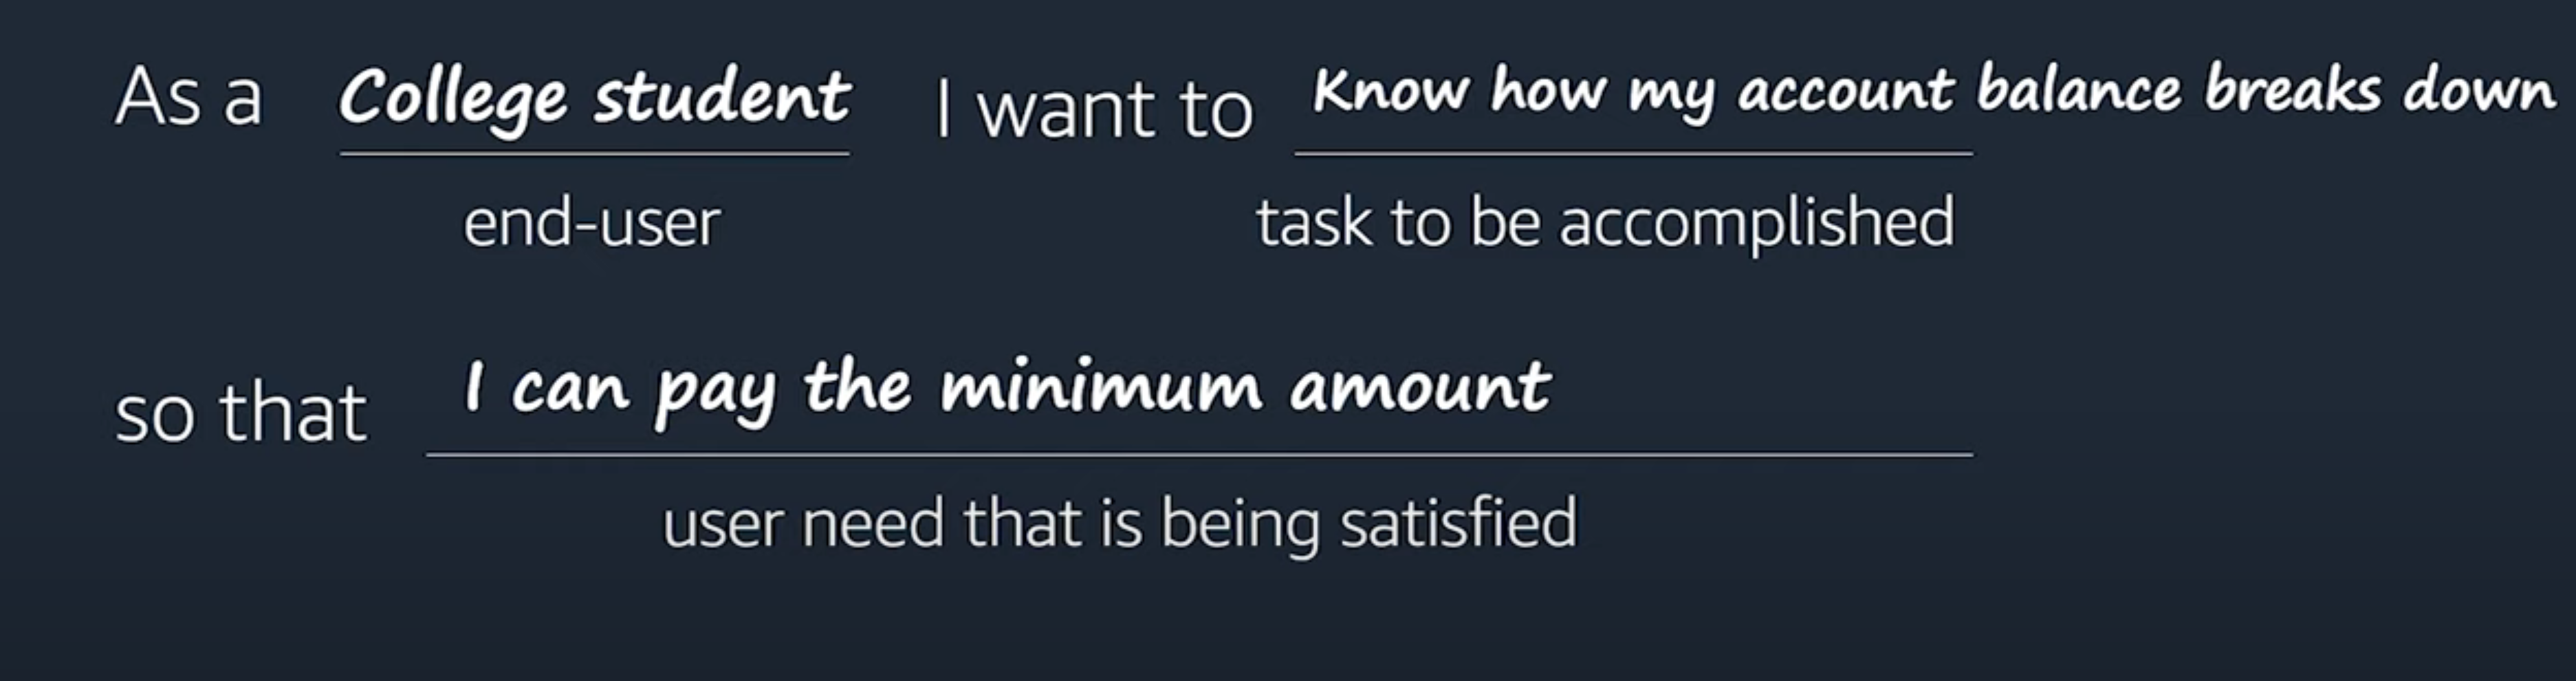 As a College student I want to Know how my account balance breaks down
end-user task to be accomplished
so that I can pay the minimum amount
user need that is being satisfied